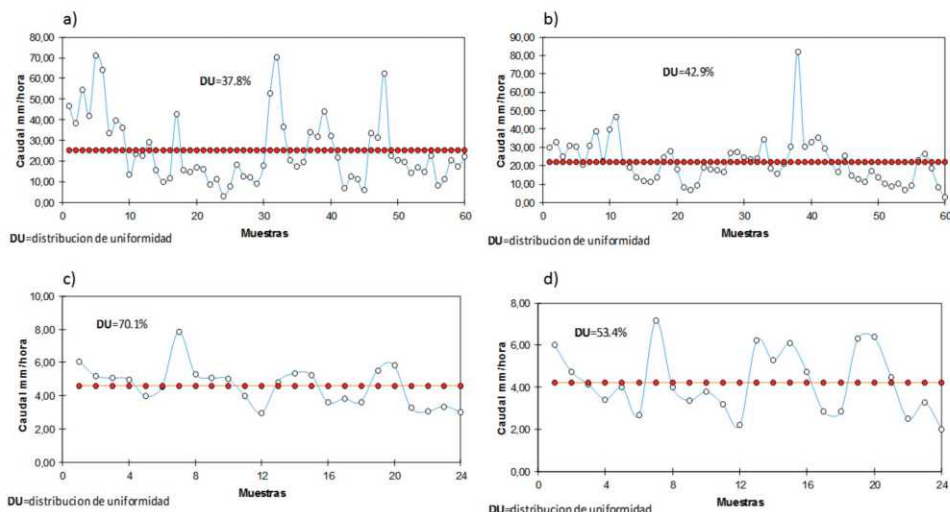 a)
80,00
70,00
60,00
50,00
40,00
30,00
20,00
10,00
0,00
Caudal mm/hora
DU=37.8%
0 10 20 30 40 50 60
Muestras
DU=distribucion de uniformidad
b)
90,00
80,00
70,00
60,00
50,00
40,00
30,00
20,00
10,00
0,00
Caudal mm/hora
DU=42.9%
0 10 20 30 40 50 60
Muestras
DU=distribucion de uniformidad
c)
10,00
8,00
6,00
4,00
2,00
0,00
Caudal mm/hora
DU=70.1%
0 4 8 12 16 20 24
Muestras
DU=distribucion de uniformidad
d)
8,00
6,00
4,00
2,00
0,00
Caudal mm/hora
DU=53.4%
0 4 8 12 16 20 24
Muestras
DU=distribucion de uniformidad